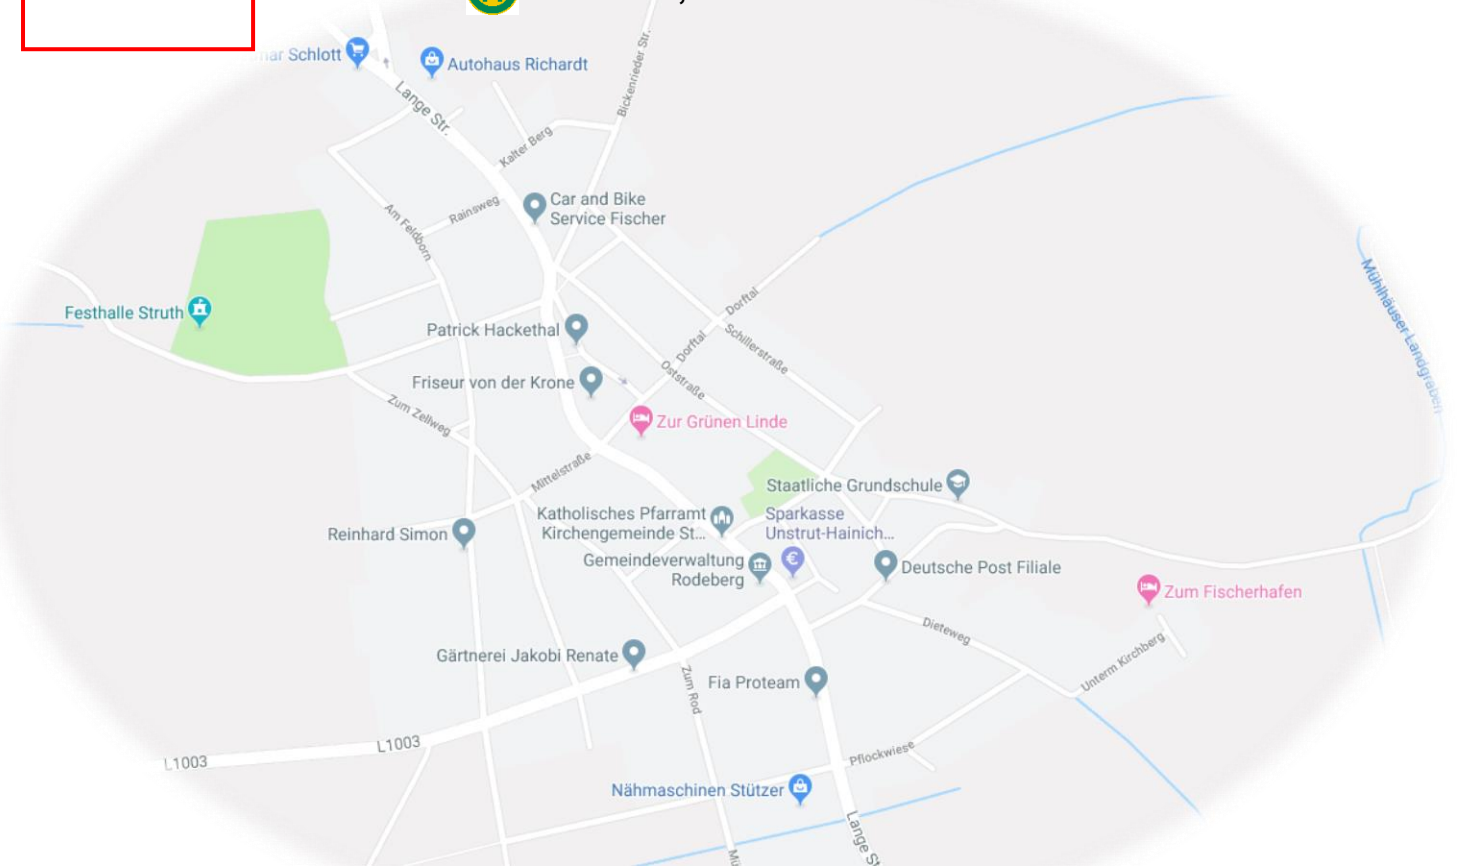 Schlott
Autohaus Richardt
Lange Str.
Bickenrieder Str.
Kalter Berg
Car and Bike
Service Fischer
Rainsweg
Am Feldborn
Festhalle Struth
Patrick Hackethal
Dorftal
Dorftal
Schillerstraße
Mühlhäuser Landgraben
Friseur von der Krone
Oststraße
Zum Zellweg
Zur Grünen Linde
Mittelstraße
Staatliche Grundschule
Katholisches Pfarramt
Kirchengemeinde St...
Sparkasse
Unstrut-Hainich...
Reinhard Simon
Gemeindeverwaltung
Rodeberg
Deutsche Post Filiale
Zum Fischerhafen
Dieteweg
Gärtnerei Jakobi Renate
Unterm Kirchberg
Zum Rod
Fia Proteam
L1003
L1003
Pflockwiese
Nähmaschinen Stützer
Lange St